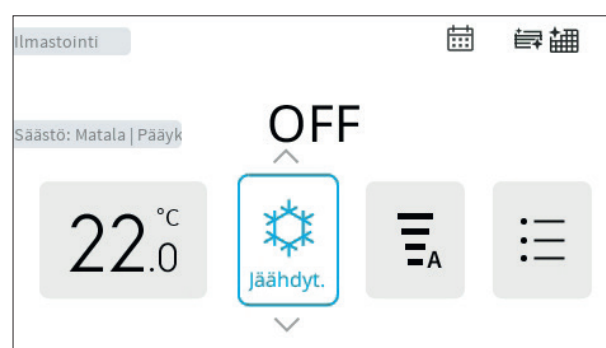 Ilmastointi
OFF
Säästö: Matala | Pääyk
22.0 °C
Jäähdyt.
A